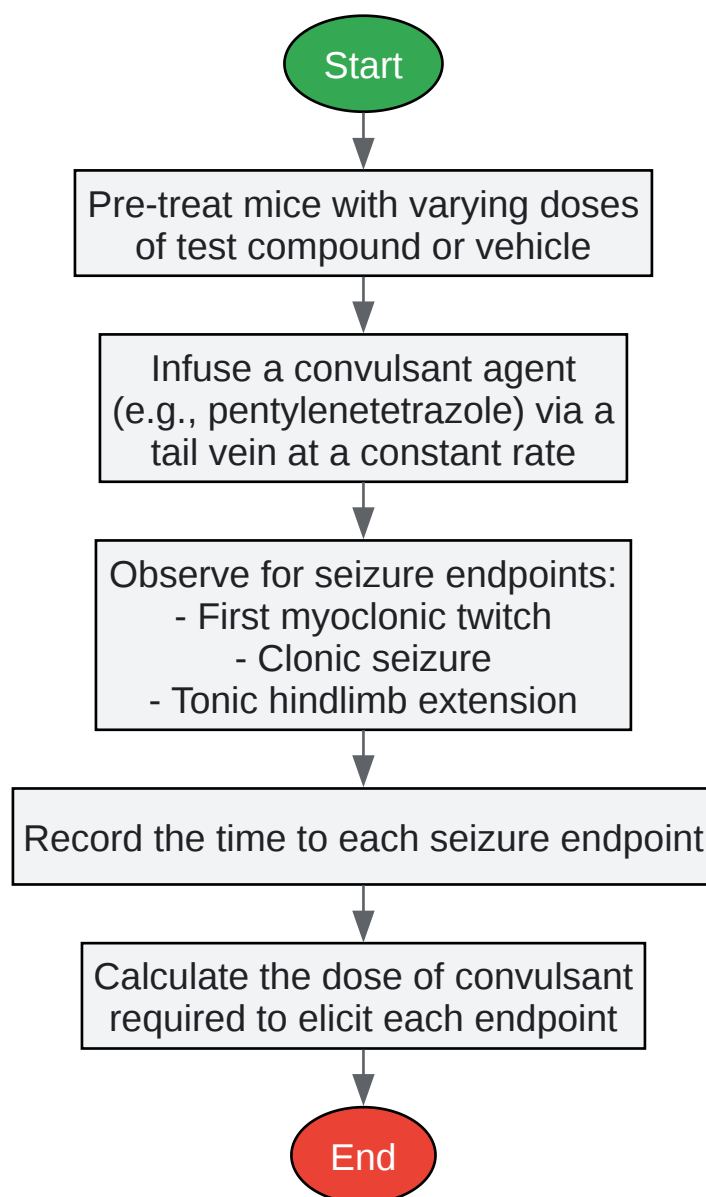 Start
Pre-treat mice with varying doses
of test compound or vehicle
Infuse a convulsant agent
(e.g., pentylenetetrazole) via a
tail vein at a constant rate
Observe for seizure endpoints:
- First myoclonic twitch
- Clonic seizure
- Tonic hindlimb extension
Record the time to each seizure endpoint
Calculate the dose of convulsant
required to elicit each endpoint
End